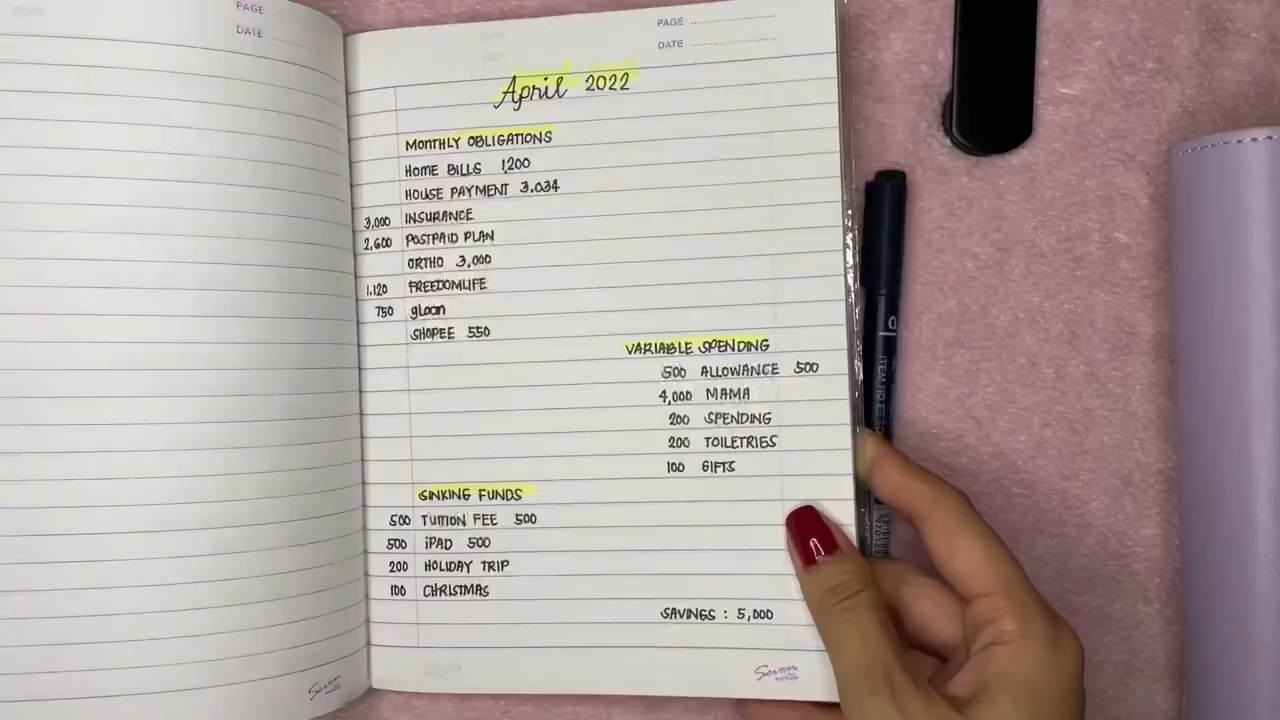 PAGE
DATE
PAGE
DATE
April 2022
MONTHLY OBLIGATIONS
HOME BILLS 1,200
HOUSE PAYMENT 3,034
3,000 INSURANCE
2,600 POSTPAID PLAN
ORTHO 3,000
1,120 FREEDOMLIFE
750 gloan
SHOPEE 550
VARIABLE SPENDING
500 ALLOWANCE 500
4,000 MAMA
200 SPENDING
200 TOILETRIES
100 GIFTS
SINKING FUNDS
500 TUITION FEE 500
500 iPAD 500
200 HOLIDAY TRIP
100 CHRISTMAS
SAVINGS : 5,000
Seven
Seven